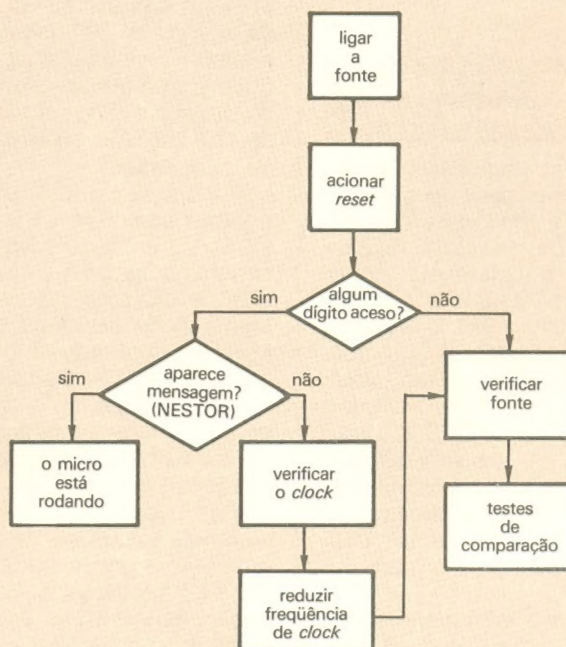 ligar
a
fonte
acionar
reset
algum
dígito aceso?
sim
não
aparece
mensagem?
(NESTOR)
sim
não
verificar
fonte
o micro
está
rodando
verificar
o clock
testes
de
comparação
reduzir
freqüência
de clock